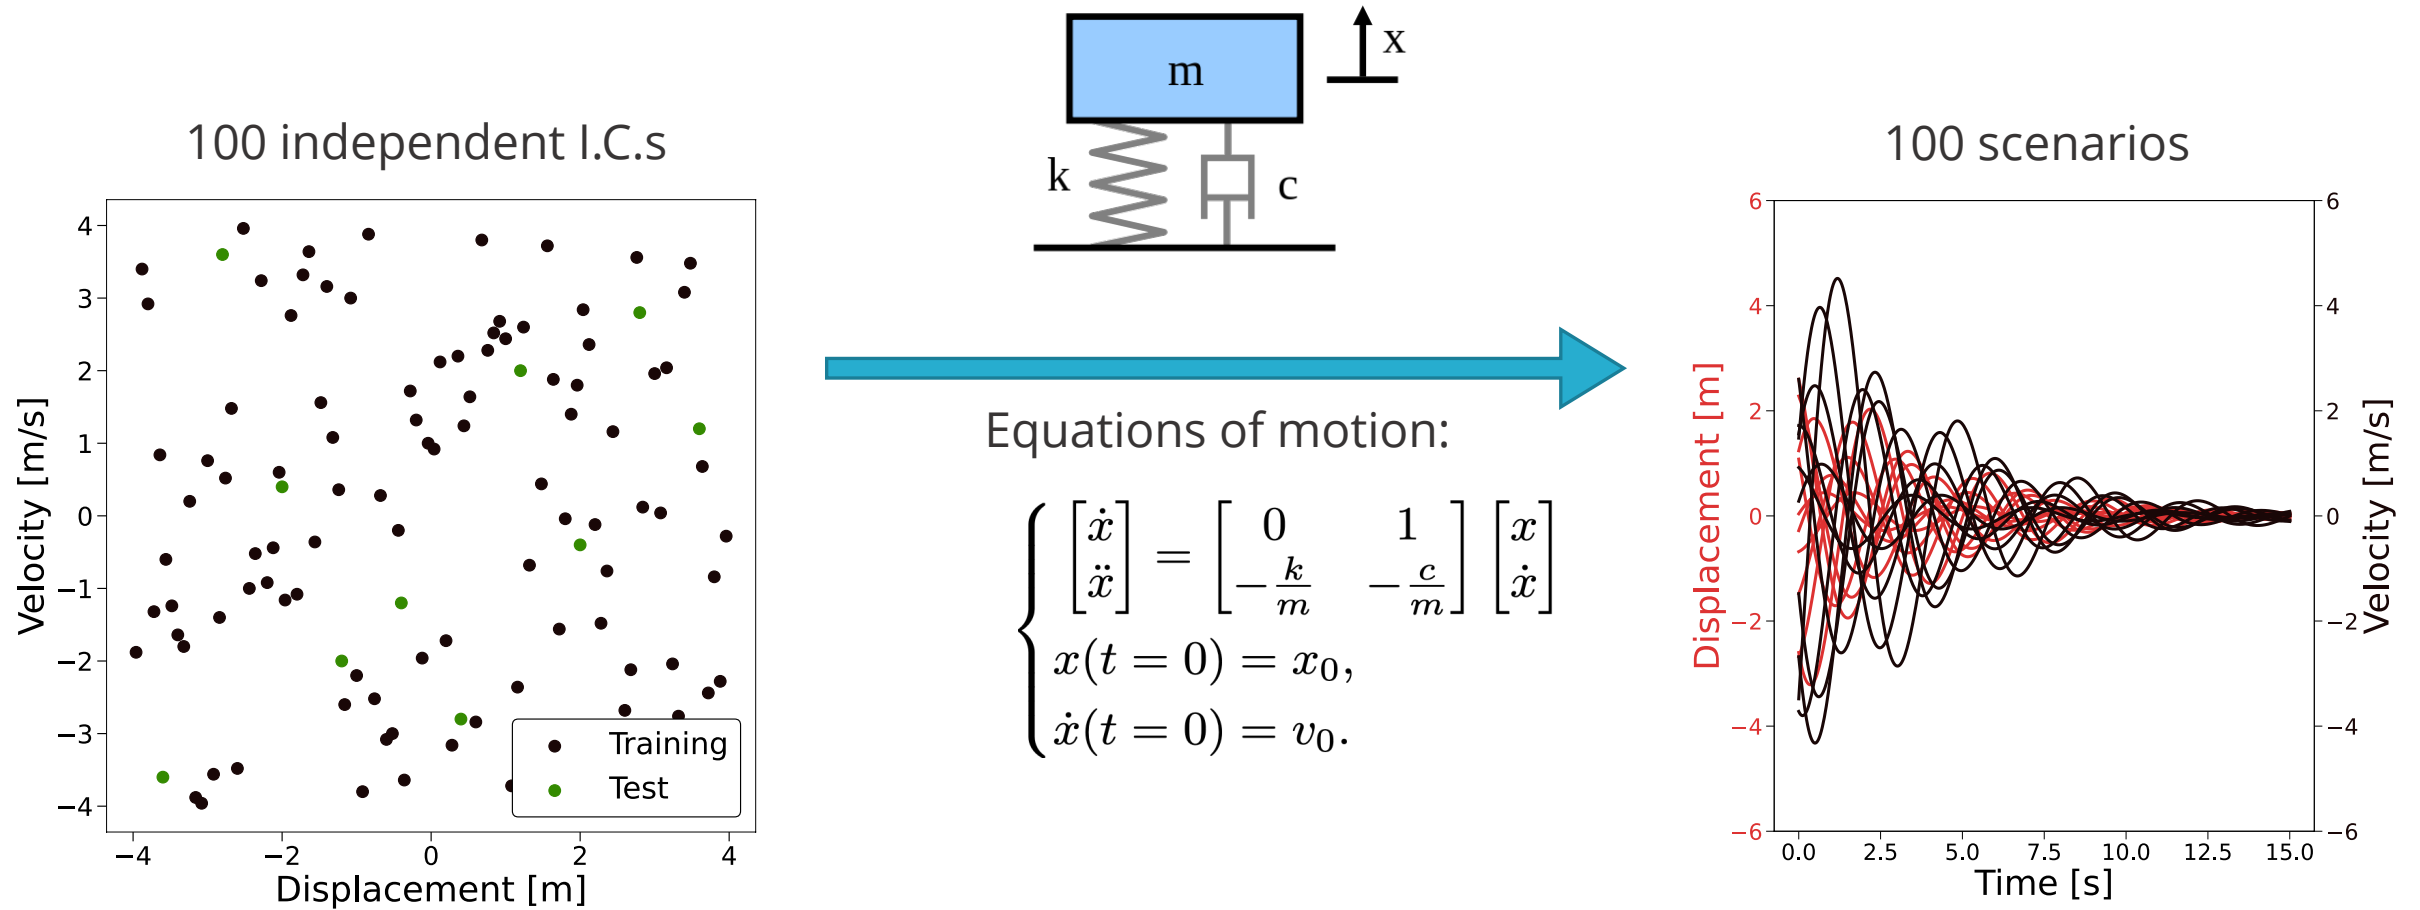 100 independent I.C.s
Velocity [m/s]
4
3
2
1
0
−1
−2
−3
−4
Training
Test
−4 −2 0 2 4
Displacement [m]
m
x
k
c
Equations of motion:
[ẋ ẍ] = [0 1 −k/m −c/m] [x ẋ]
x(t = 0) = x₀,
ẋ(t = 0) = v₀.
100 scenarios
Displacement [m]
6
4
2
0
−2
−4
−6
6
4
2
0
−2
−4
−6
Velocity [m/s]
0.0 2.5 5.0 7.5 10.0 12.5 15.0
Time [s]